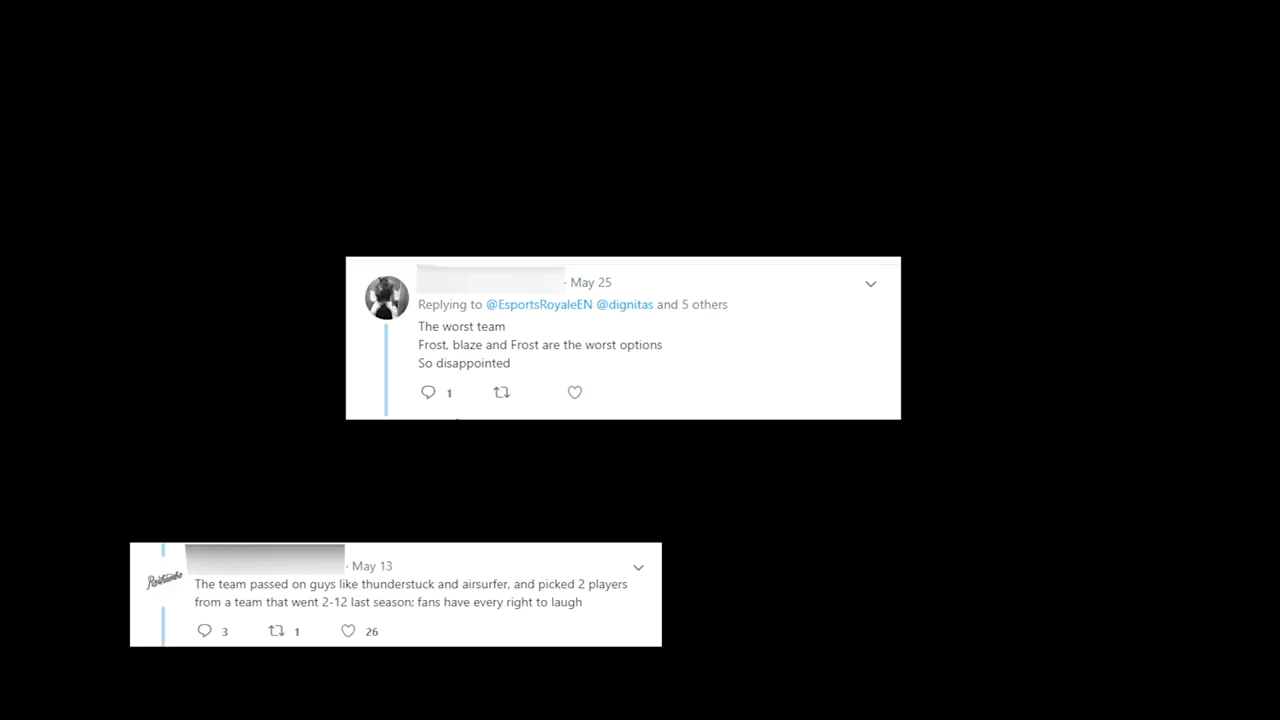 · May 25
Replying to @EsportsRoyaleEN @dignitas and 5 others
The worst team
Frost, blaze and Frost are the worst options
So disappointed
1
· May 13
The team passed on guys like thunderstuck and airsurfer, and picked 2 players
from a team that went 2-12 last season; fans have every right to laugh
3 1 26